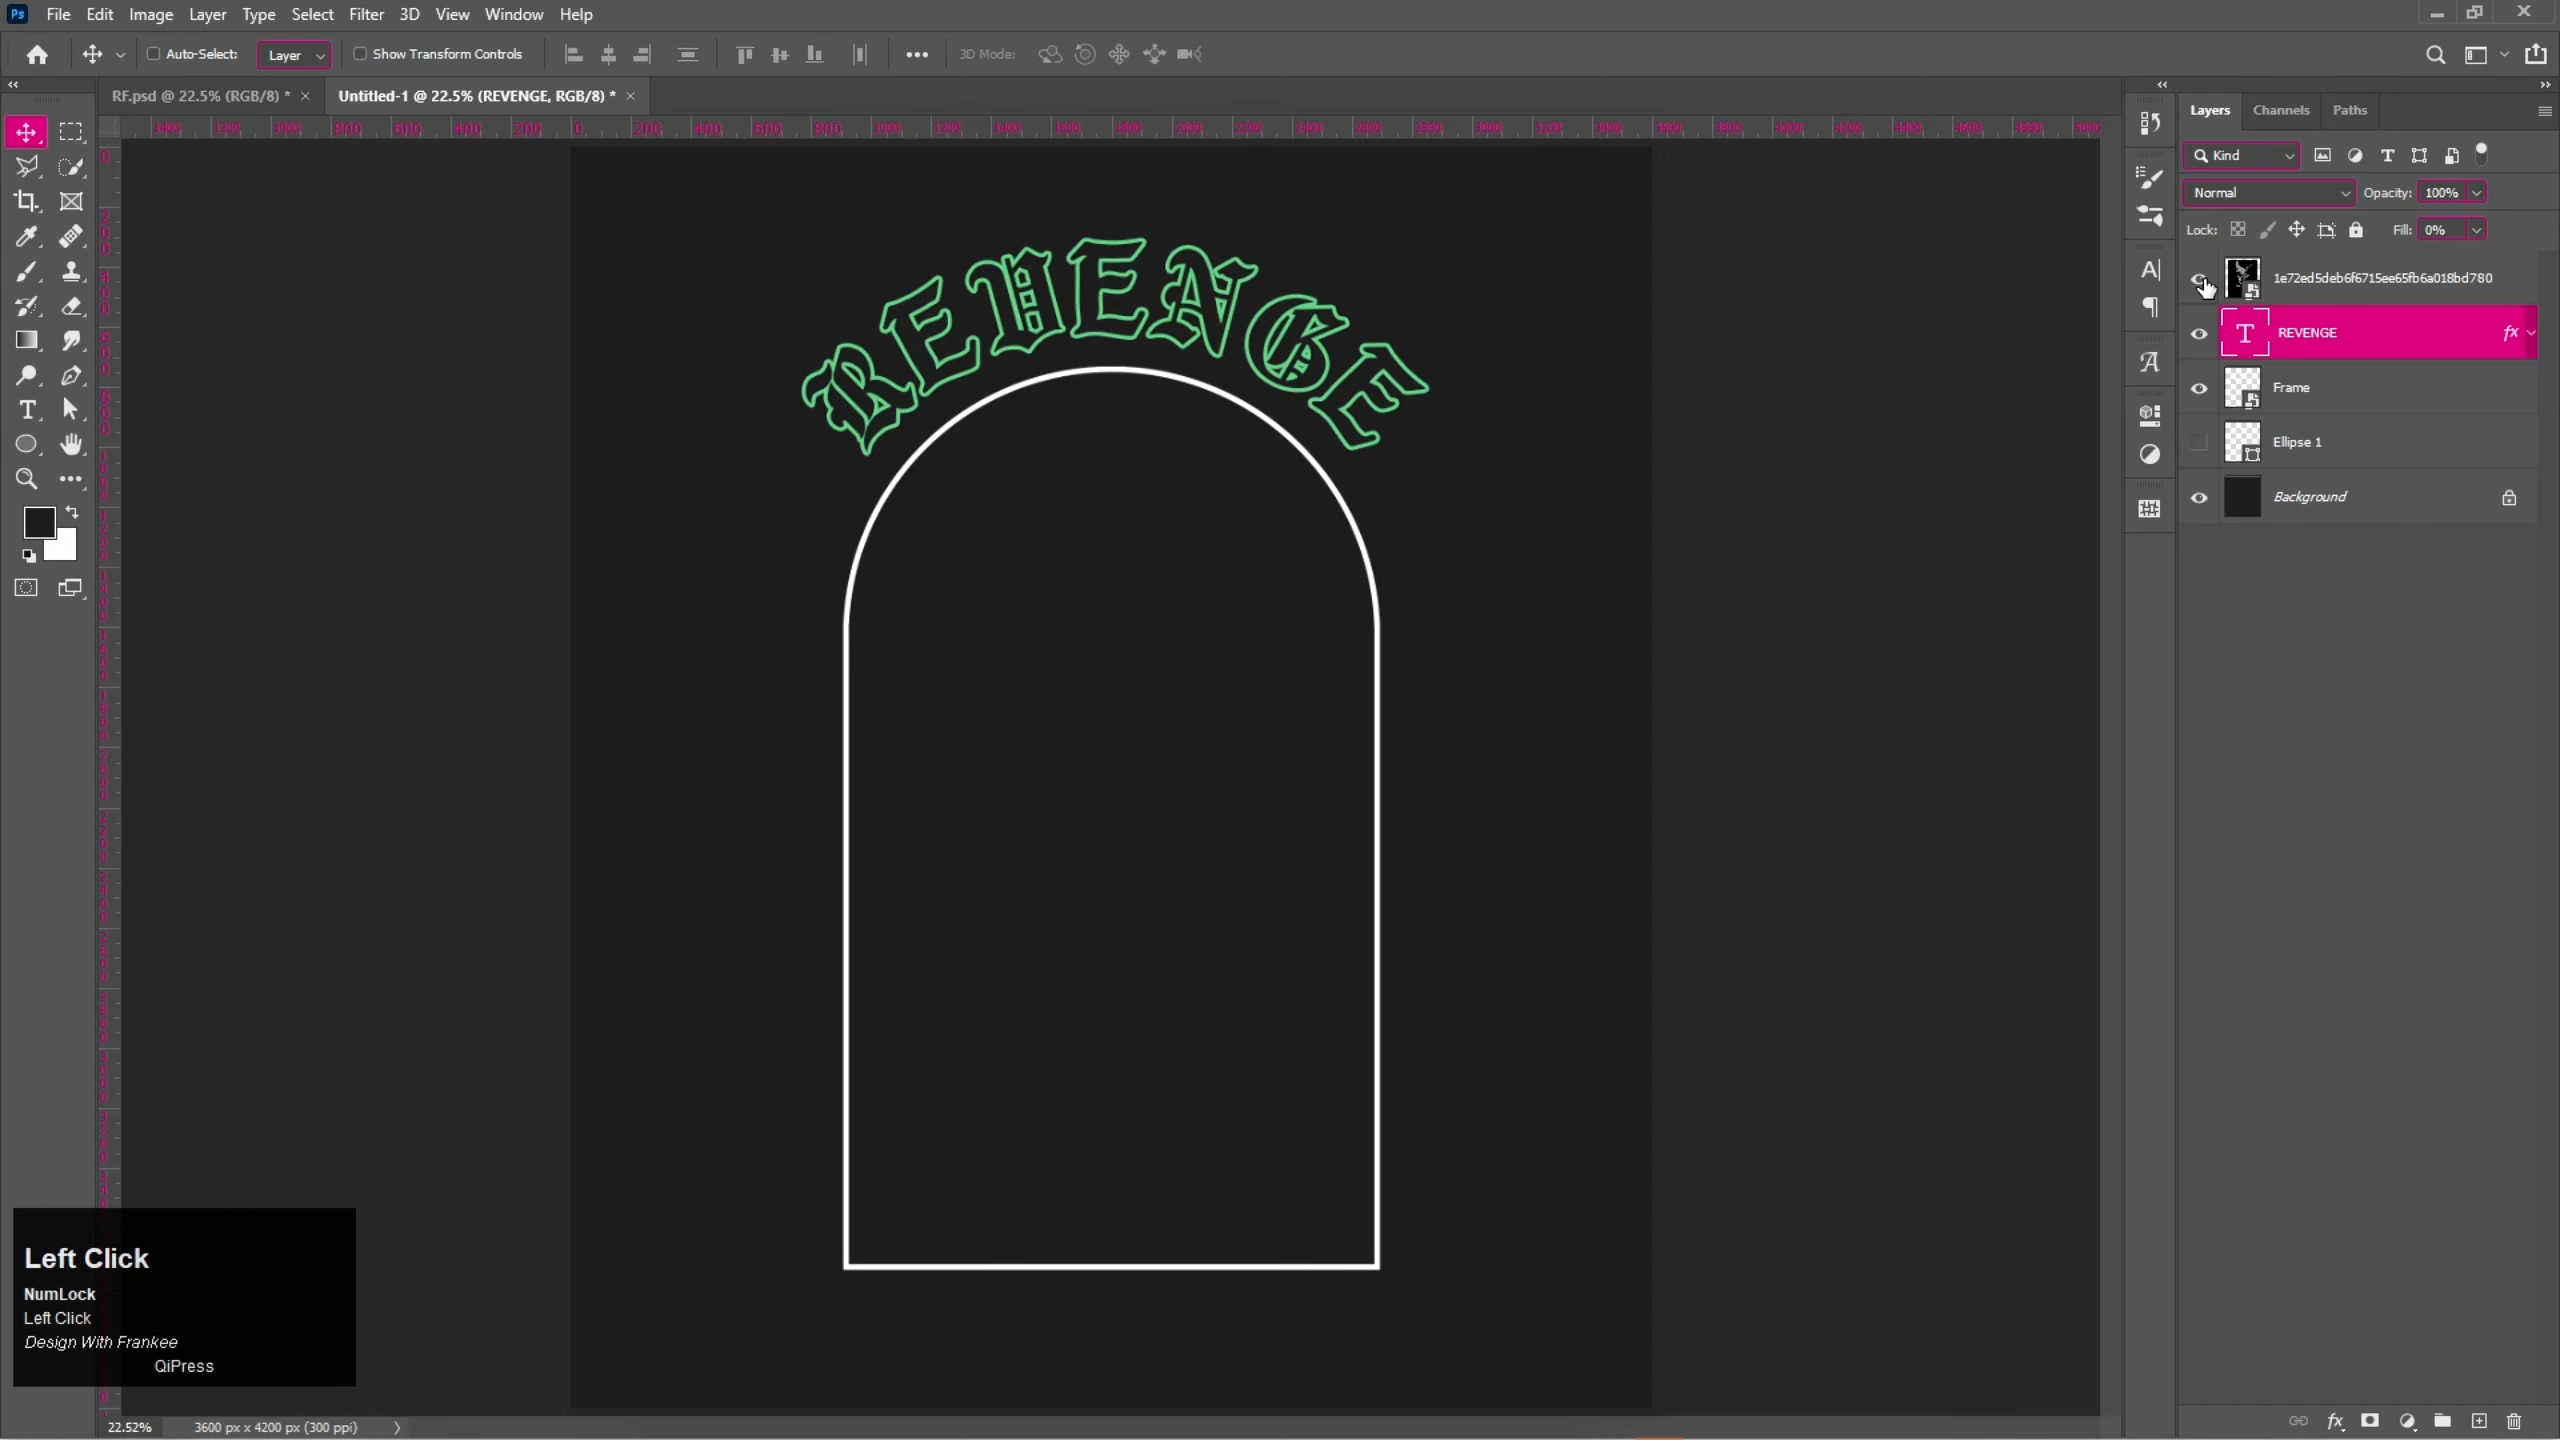 Ps File Edit Image Layer Type Select Filter 3D View Window Help
Auto-Select: Layer Show Transform Controls 3D Mode:
RF.psd @ 22.5% (RGB/8) * × Untitled-1 @ 22.5% (REVENGE, RGB/8) * ×
Layers Channels Paths
Kind
Normal Opacity: 100%
Lock: Fill: 0%
1e72ed5deb6f6715ee65fb6a018bd780
REVENGE fx
Frame
Ellipse 1
Background
REVENGE
Left Click
NumLock
Left Click
Design With Frankee
QiPress
22.52% 3600 px x 4200 px (300 ppi)